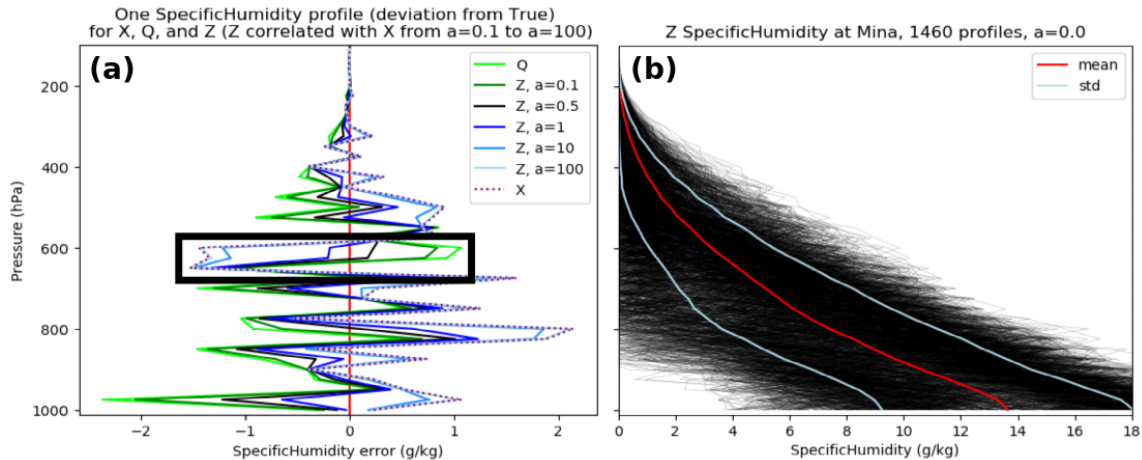 One SpecificHumidity profile (deviation from True)
for X, Q, and Z (Z correlated with X from a=0.1 to a=100)
(a)
Q
Z, a=0.1
Z, a=0.5
Z, a=1
Z, a=10
Z, a=100
X
200
400
600
800
1000
Pressure (hPa)
−2
−1
0
1
2
SpecificHumidity error (g/kg)
Z SpecificHumidity at Mina, 1460 profiles, a=0.0
(b)
mean
std
0
2
4
6
8
10
12
14
16
18
SpecificHumidity (g/kg)